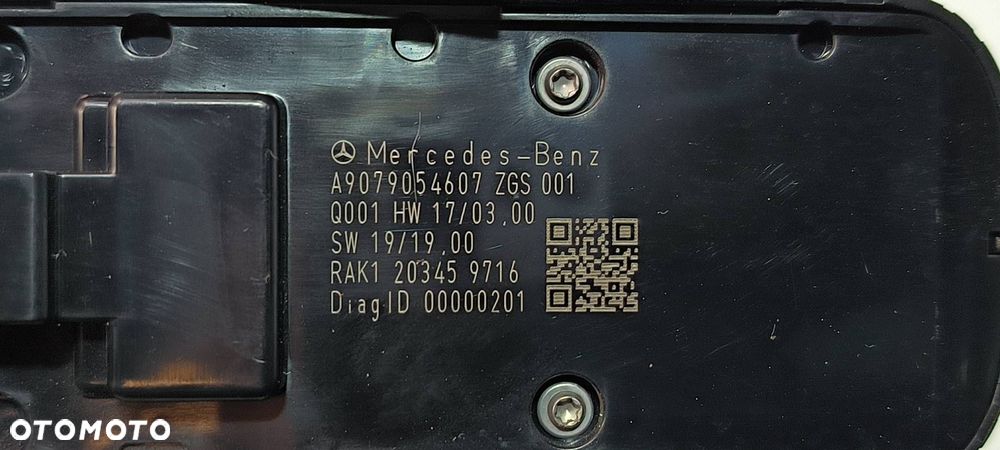 Mercedes-Benz
A9079054607 ZGS 001
Q001 HW 17/03.00
SW 19/19.00
RAK1 20345 9716
DiagID 00000201
OTOMOTO